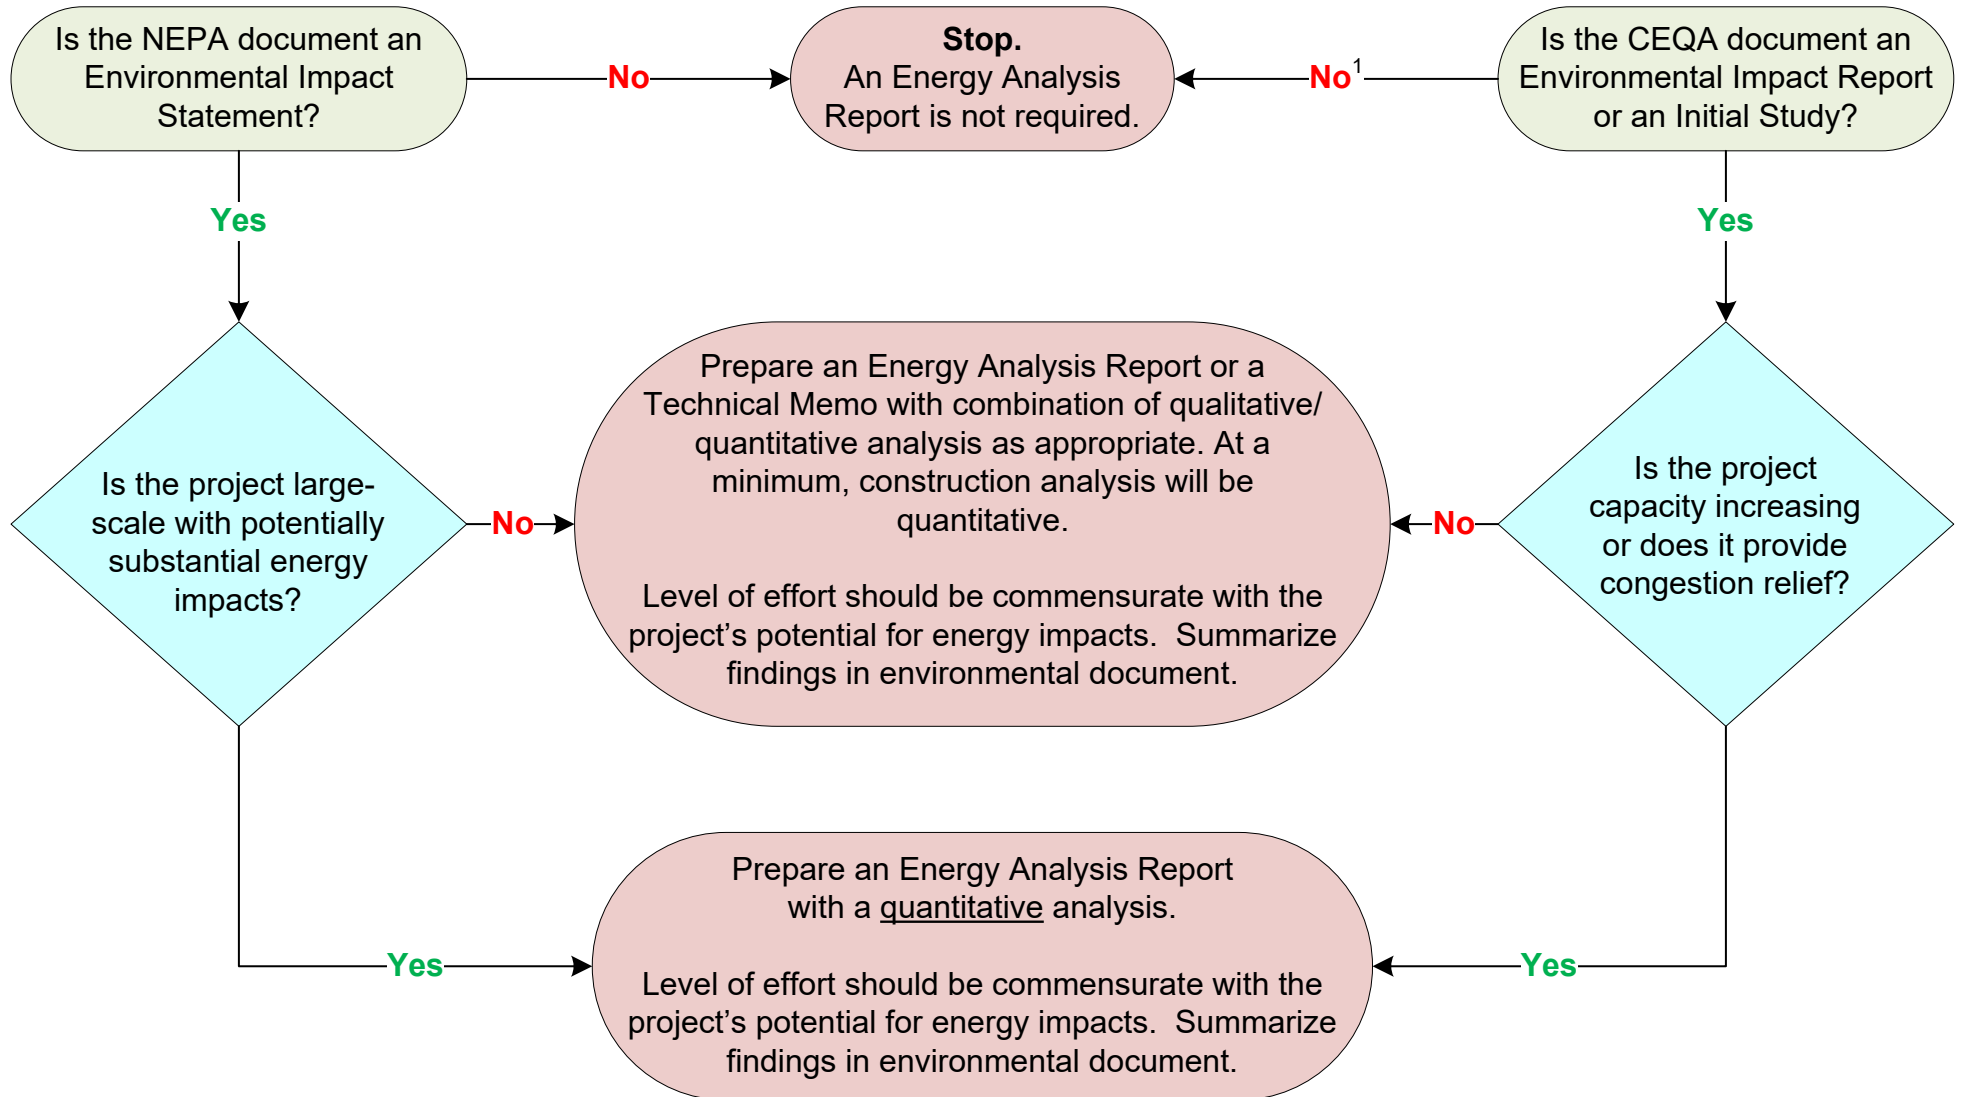 Is the NEPA document an
Environmental Impact
Statement?
No
Stop.
An Energy Analysis
Report is not required.
No¹
Is the CEQA document an
Environmental Impact Report
or an Initial Study?
Yes
Yes
Is the project large-
scale with potentially
substantial energy
impacts?
No
Prepare an Energy Analysis Report or a
Technical Memo with combination of qualitative/
quantitative analysis as appropriate. At a
minimum, construction analysis will be
quantitative.
Level of effort should be commensurate with the
project’s potential for energy impacts.  Summarize
findings in environmental document.
No
Is the project
capacity increasing
or does it provide
congestion relief?
Yes
Prepare an Energy Analysis Report
with a quantitative analysis.
Level of effort should be commensurate with the
project’s potential for energy impacts.  Summarize
findings in environmental document.
Yes